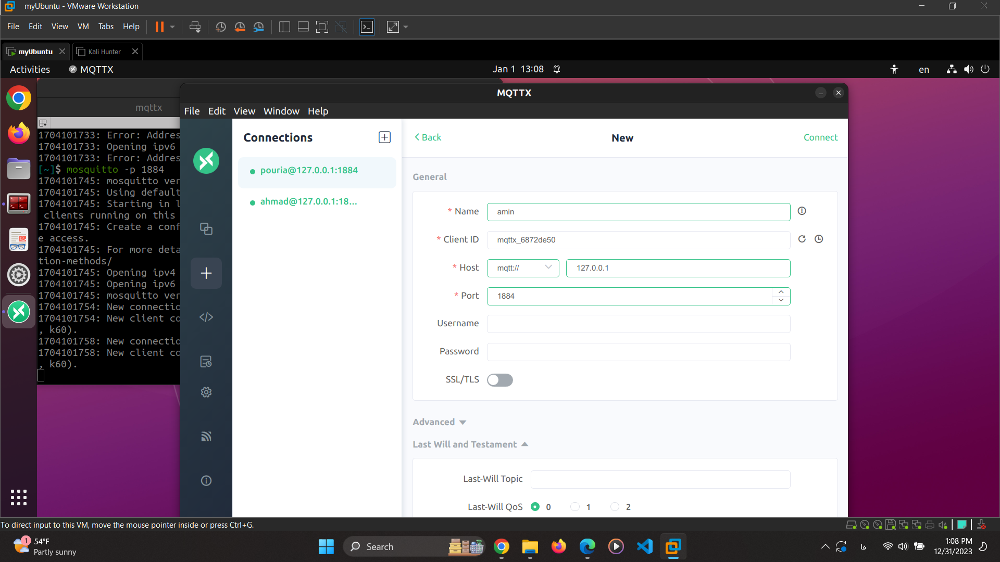 myUbuntu - VMware Workstation
File Edit View VM Tabs Help
myUbuntu
Kali Hunter
Activities
MQTTX
Jan 1 13:08
en
MQTTX
mqttx
File Edit View Window Help
1704101733: Error: Addres
1704101733: Opening ipv6
1704101733: Error: Addres
[~]$ mosquitto -p 1884
1704101745: mosquitto ver
1704101745: Using default
1704101745: Starting in l
clients running on this
1704101745: Create a conf
e access.
1704101745: For more deta
tion-methods/
1704101745: Opening ipv4
1704101745: Opening ipv6
1704101745: mosquitto ver
1704101754: New connectio
1704101754: New client co
, k60).
1704101758: New connectio
1704101758: New client co
, k60).
Connections
pouria@127.0.0.1:1884
ahmad@127.0.0.1:18...
Back
New
Connect
General
* Name
amin
* Client ID
mqttx_6872de50
* Host
mqtt://
127.0.0.1
* Port
1884
Username
Password
SSL/TLS
Advanced
Last Will and Testament
Last-Will Topic
Last-Will QoS
0
1
2
To direct input to this VM, move the mouse pointer inside or press Ctrl+G.
1
54°F
Partly sunny
Search
فا
1:08 PM
12/31/2023